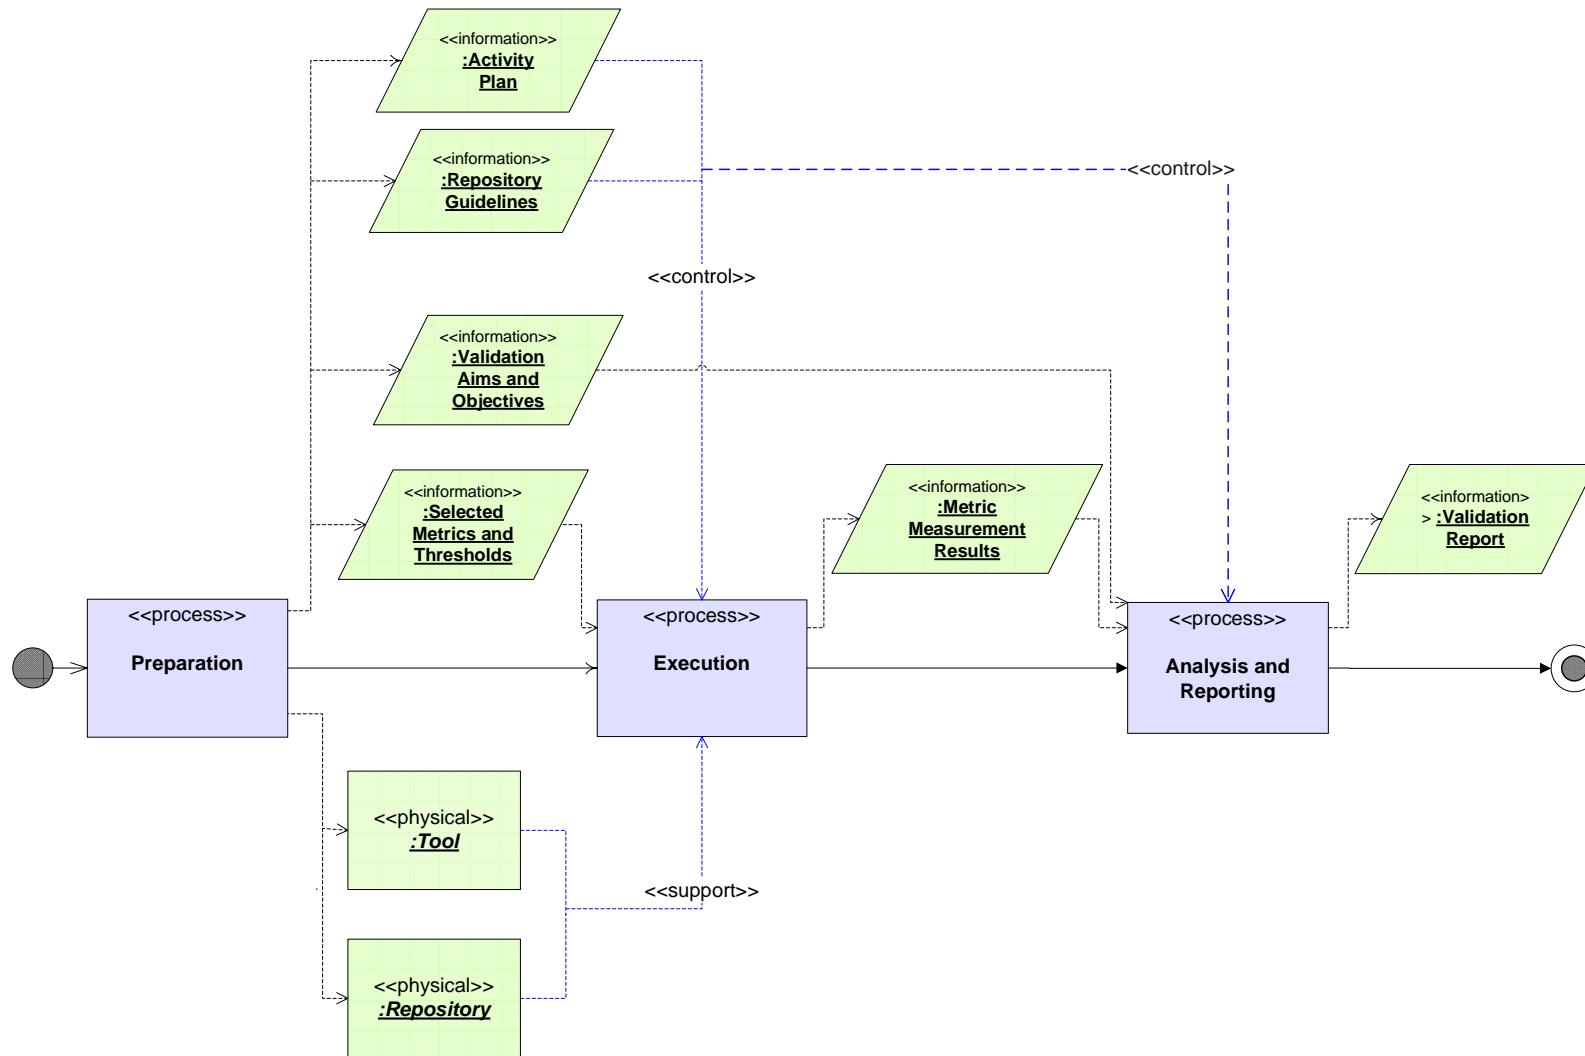 <<information>>
:Activity
Plan
<<information>>
:Repository
Guidelines
<<control>>
<<control>>
<<information>>
:Validation
Aims and
Objectives
<<information>>
:Selected
Metrics and
Thresholds
<<information>>
:Metric
Measurement
Results
<<information>
> :Validation
Report
<<process>>
Preparation
<<process>>
Execution
<<process>>
Analysis and
Reporting
<<physical>>
:Tool
<<support>>
<<physical>>
:Repository